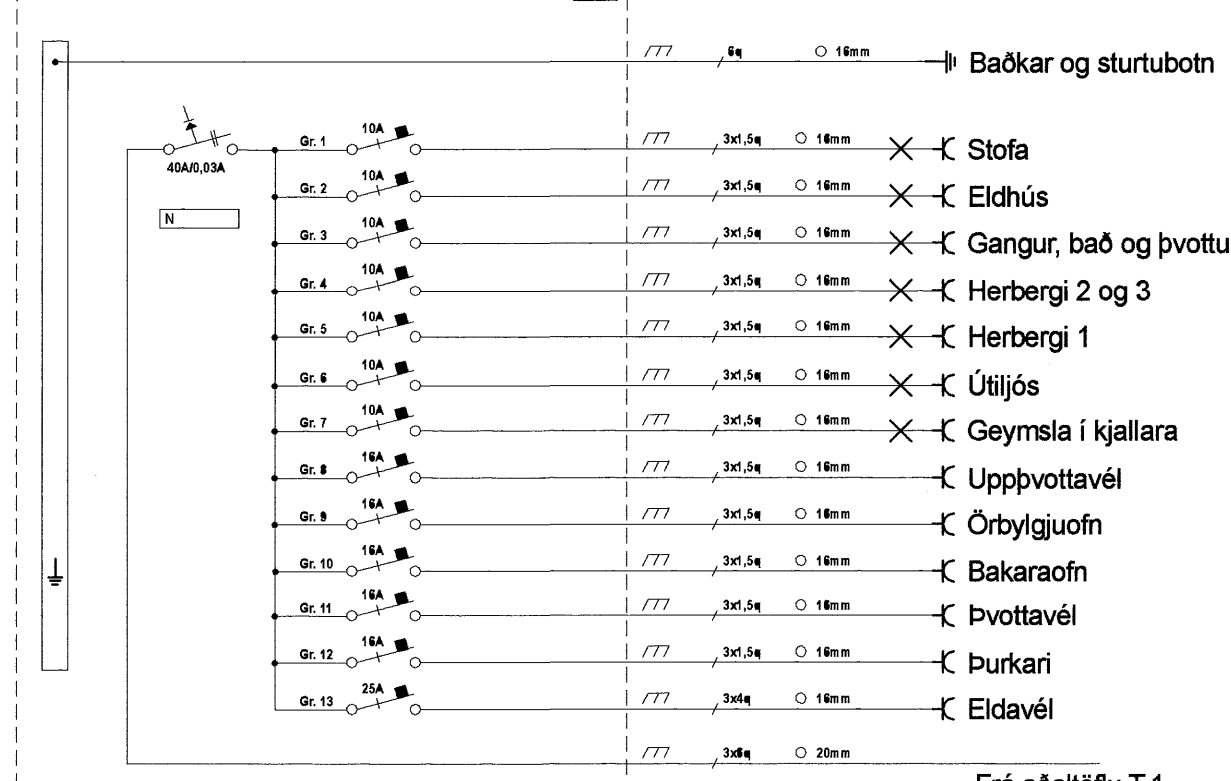 6q 16mm Baðkar og sturtubotn
40A/0,03A
N
Gr. 1 10A 3x1,5q 16mm Stofa
Gr. 2 10A 3x1,5q 16mm Eldhús
Gr. 3 10A 3x1,5q 16mm Gangur, bað og þvottu
Gr. 4 10A 3x1,5q 16mm Herbergi 2 og 3
Gr. 5 10A 3x1,5q 16mm Herbergi 1
Gr. 6 10A 3x1,5q 16mm Útiljós
Gr. 7 10A 3x1,5q 16mm Geymsla í kjallara
Gr. 8 16A 3x1,5q 16mm Uppþvottavél
Gr. 9 16A 3x1,5q 16mm Örbylgjuofn
Gr. 10 16A 3x1,5q 16mm Bakaraofn
Gr. 11 16A 3x1,5q 16mm Þvottavél
Gr. 12 16A 3x1,5q 16mm Þurkari
Gr. 13 25A 3x4q 16mm Eldavél
3x6q 20mm
Frá aðaltöflu T.1